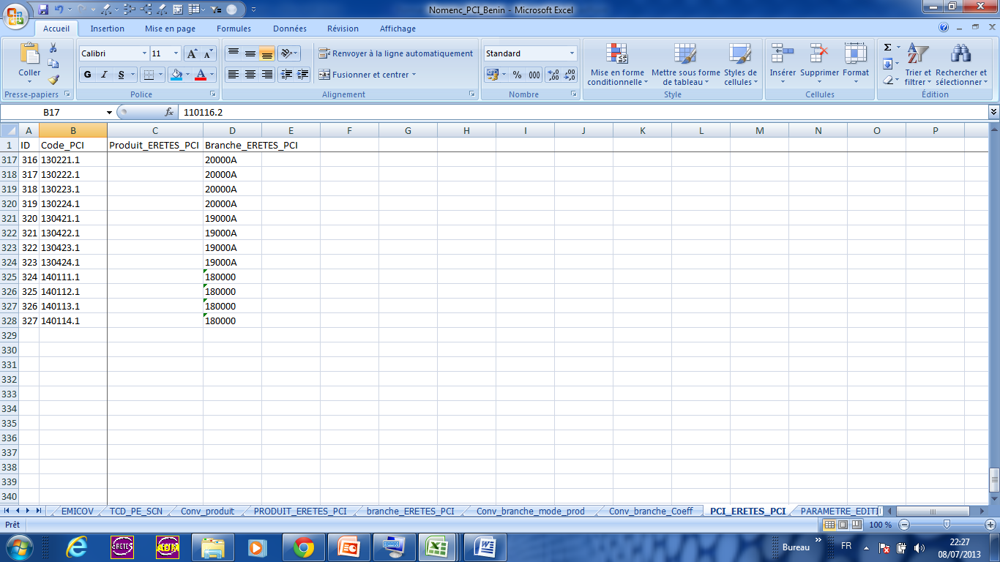 Nomenc_PCI_Benin - Microsoft Excel
Accueil Insertion Mise en page Formules Données Révision Affichage
Coller
Presse-papiers
Calibri 11
G I S
Police
Renvoyer à la ligne automatiquement
Fusionner et centrer
Alignement
Standard
% 000
Nombre
Mise en forme conditionnelle
Mettre sous forme de tableau
Styles de cellules
Style
Insérer Supprimer Format
Cellules
Σ
Trier et filtrer
Rechercher et sélectionner
Édition
B17 fx 110116.2
A B C D E F G H I J K L M N O P
1 ID Code_PCI Produit_ERETES_PCI Branche_ERETES_PCI
317 316 130221.1 20000A
318 317 130222.1 20000A
319 318 130223.1 20000A
320 319 130224.1 20000A
321 320 130421.1 19000A
322 321 130422.1 19000A
323 322 130423.1 19000A
324 323 130424.1 19000A
325 324 140111.1 180000
326 325 140112.1 180000
327 326 140113.1 180000
328 327 140114.1 180000
329
330
331
332
333
334
335
336
337
338
339
340
EMICOV TCD_PE_SCN Conv_produit PRODUIT_ERETES_PCI branche_ERETES_PCI Conv_branche_mode_prod Conv_branche_Coeff PCI_ERETES_PCI PARAMETRE_EDITI
Prêt 100 %
ERETES Bureau FR 22:27
08/07/2013